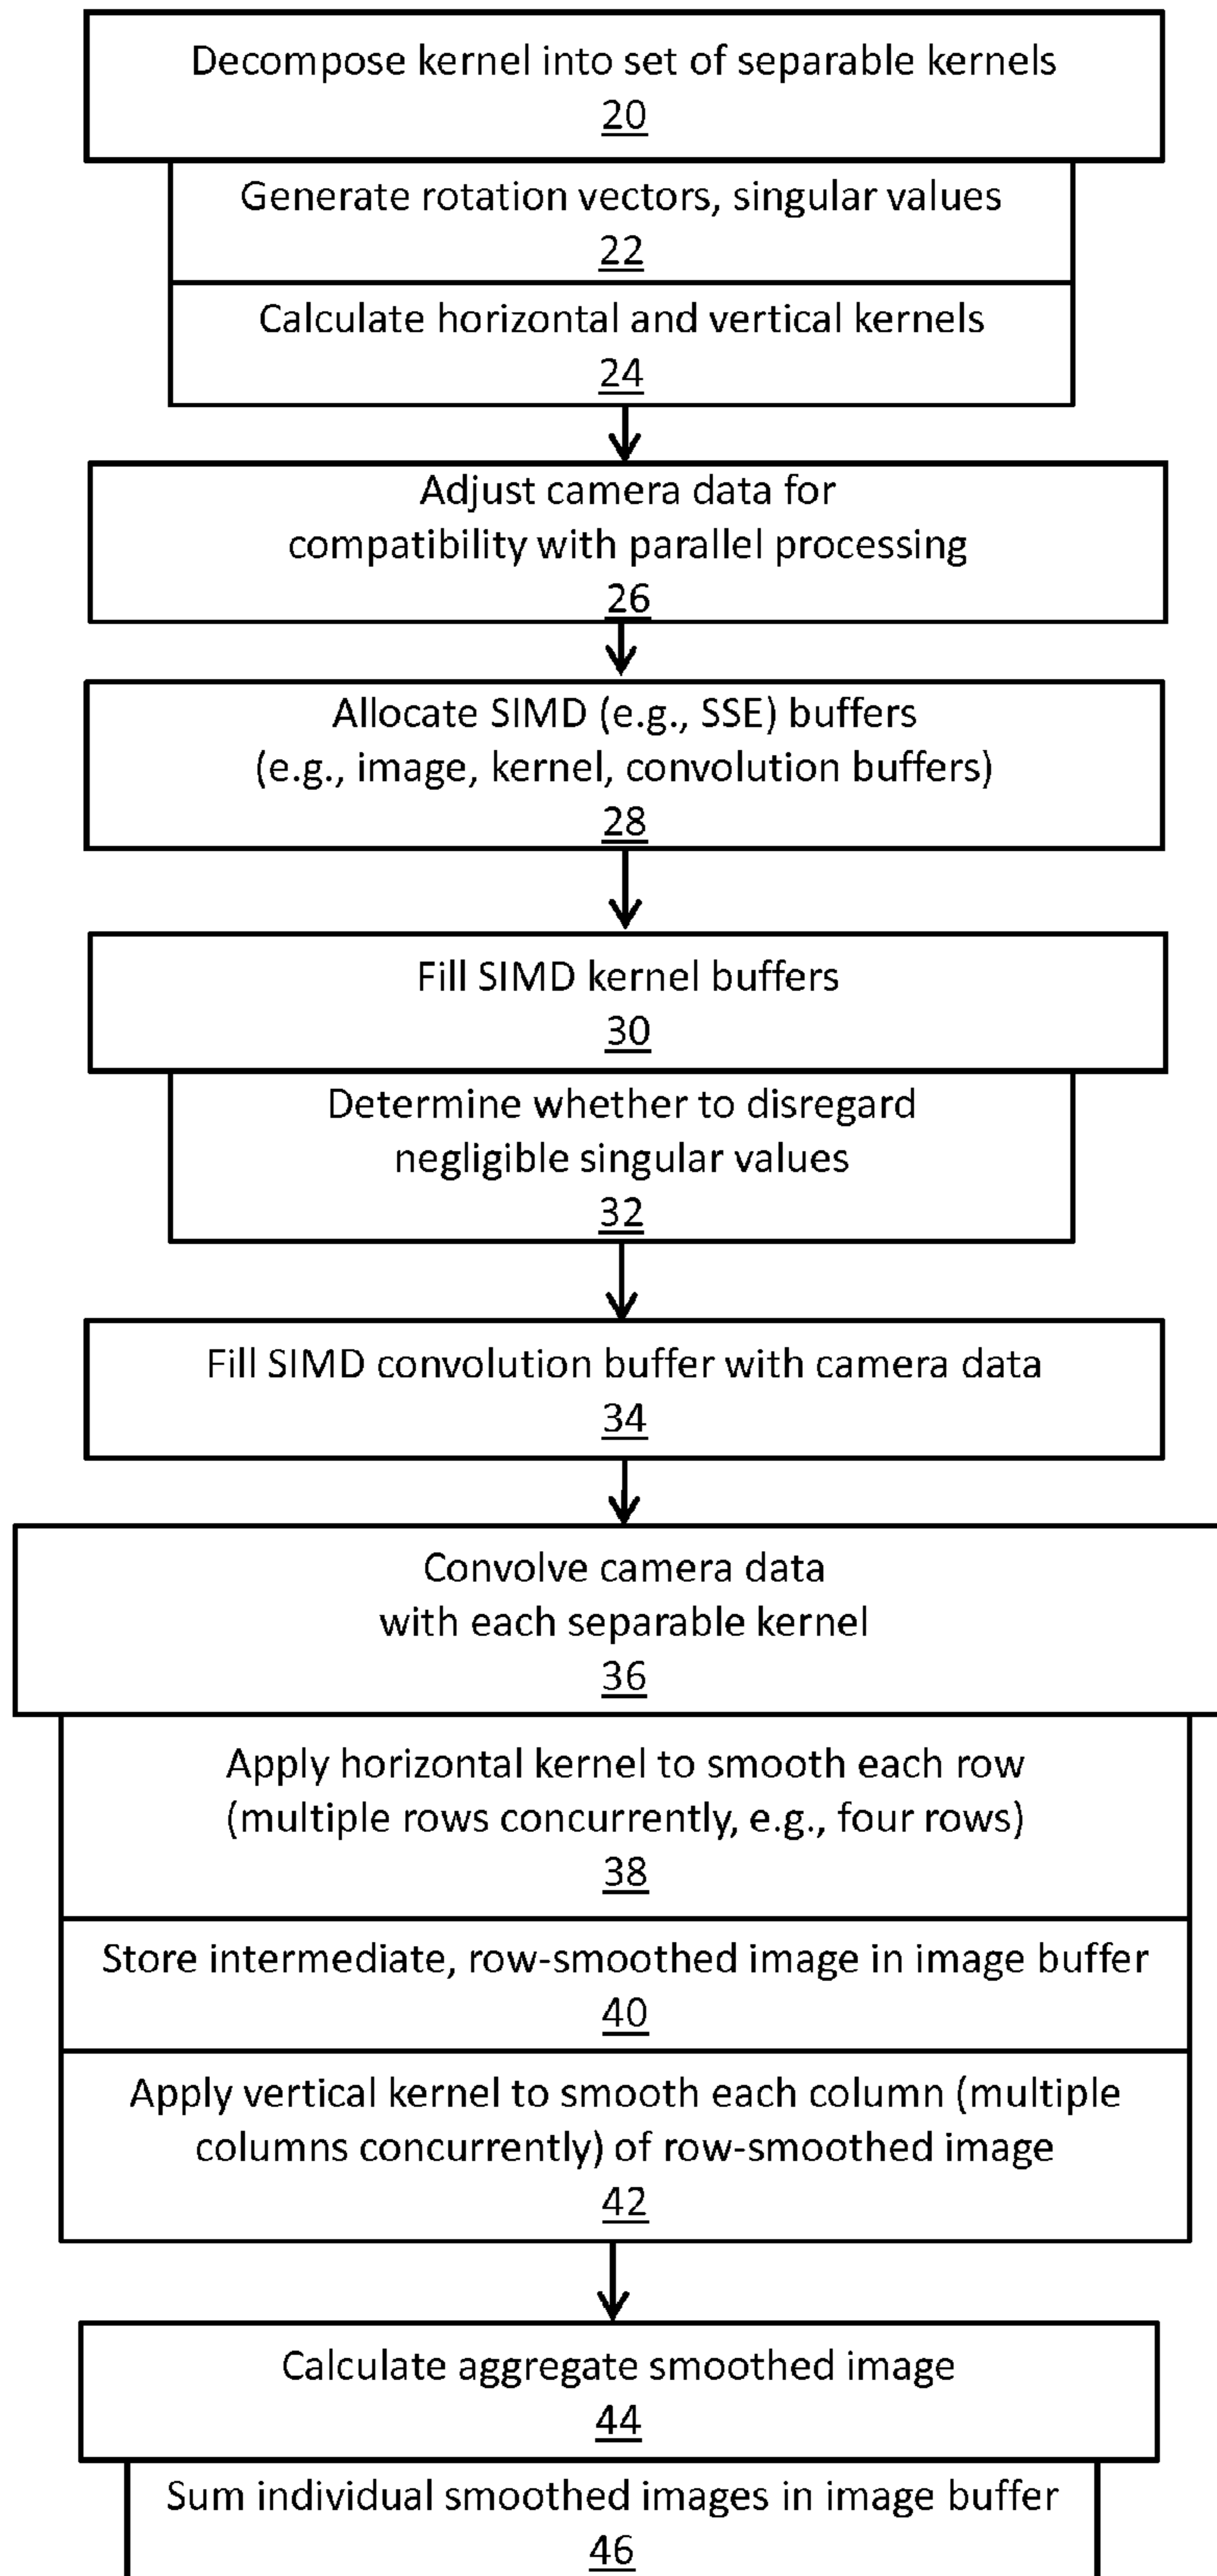 Decompose kernel into set of separable kernels
20
Generate rotation vectors, singular values
22
Calculate horizontal and vertical kernels
24
Adjust camera data for
compatibility with parallel processing
26
Allocate SIMD (e.g., SSE) buffers
(e.g., image, kernel, convolution buffers)
28
Fill SIMD kernel buffers
30
Determine whether to disregard
negligible singular values
32
Fill SIMD convolution buffer with camera data
34
Convolve camera data
with each separable kernel
36
Apply horizontal kernel to smooth each row
(multiple rows concurrently, e.g., four rows)
38
Store intermediate, row-smoothed image in image buffer
40
Apply vertical kernel to smooth each column (multiple
columns concurrently) of row-smoothed image
42
Calculate aggregate smoothed image
44
Sum individual smoothed images in image buffer
46